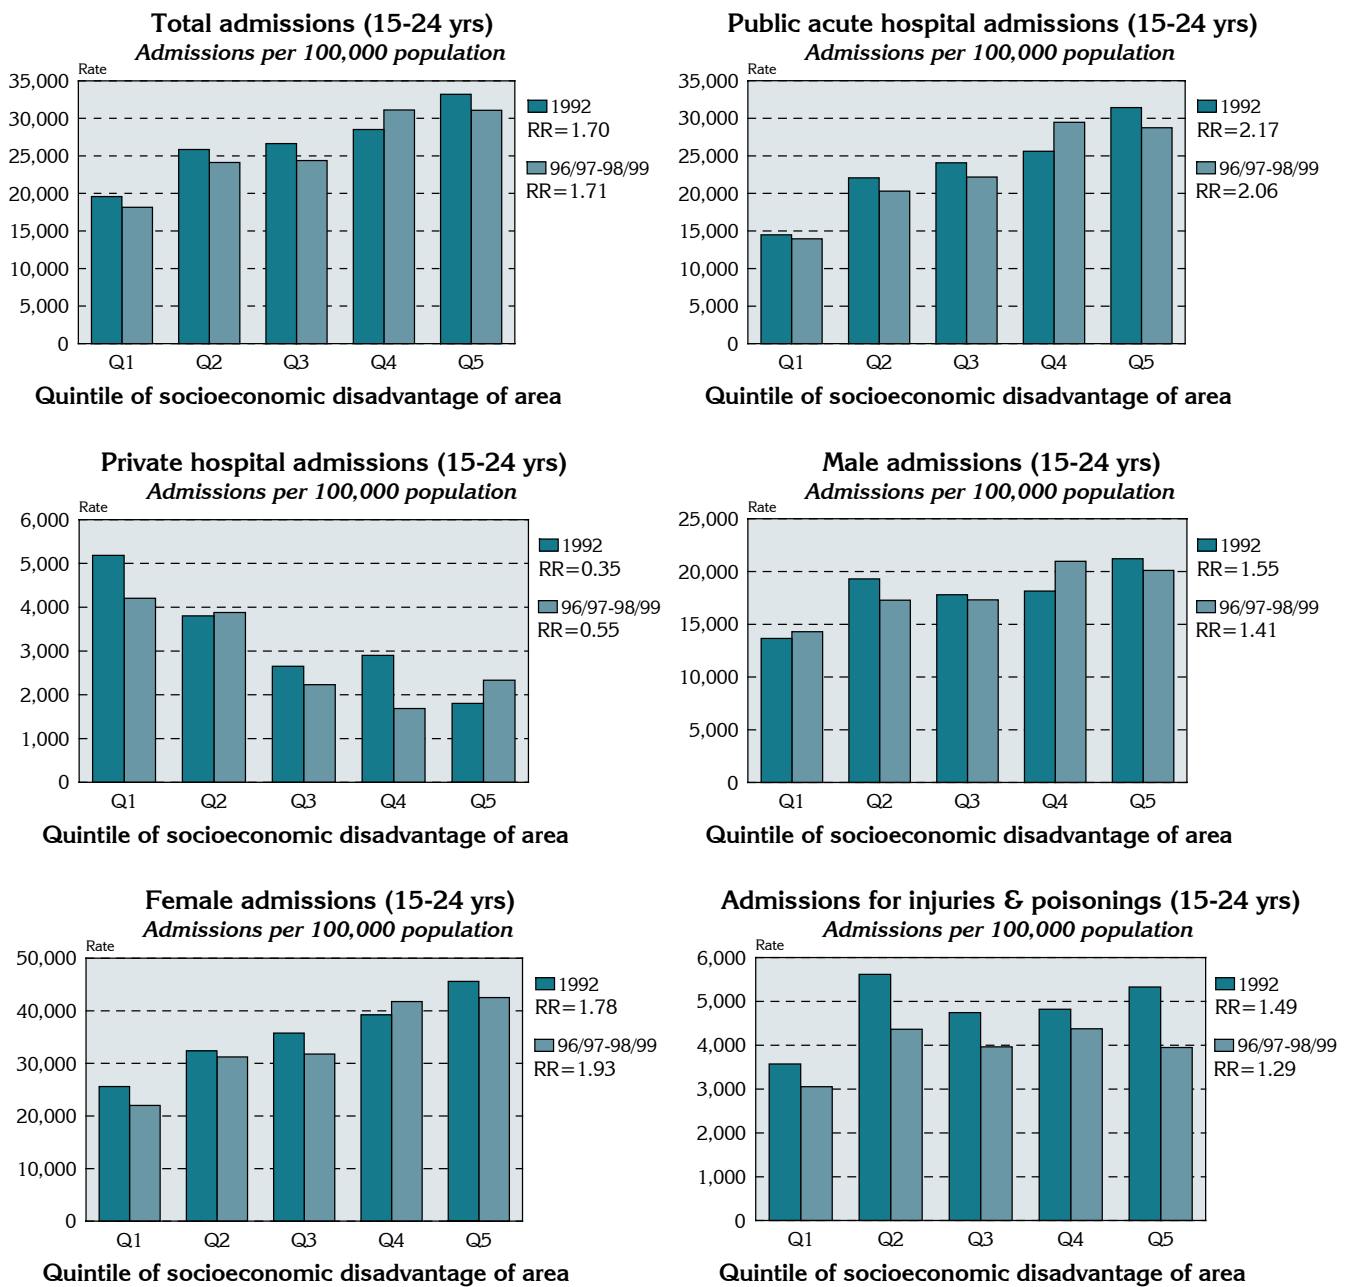 Total admissions (15-24 yrs)
Admissions per 100,000 population
Rate
35,000
30,000
25,000
20,000
15,000
10,000
5,000
0
Q1 Q2 Q3 Q4 Q5
1992
RR=1.70
96/97-98/99
RR=1.71
Quintile of socioeconomic disadvantage of area
Public acute hospital admissions (15-24 yrs)
Admissions per 100,000 population
Rate
35,000
30,000
25,000
20,000
15,000
10,000
5,000
0
Q1 Q2 Q3 Q4 Q5
1992
RR=2.17
96/97-98/99
RR=2.06
Quintile of socioeconomic disadvantage of area
Private hospital admissions (15-24 yrs)
Admissions per 100,000 population
Rate
6,000
5,000
4,000
3,000
2,000
1,000
0
Q1 Q2 Q3 Q4 Q5
1992
RR=0.35
96/97-98/99
RR=0.55
Quintile of socioeconomic disadvantage of area
Male admissions (15-24 yrs)
Admissions per 100,000 population
Rate
25,000
20,000
15,000
10,000
5,000
0
Q1 Q2 Q3 Q4 Q5
1992
RR=1.55
96/97-98/99
RR=1.41
Quintile of socioeconomic disadvantage of area
Female admissions (15-24 yrs)
Admissions per 100,000 population
Rate
50,000
40,000
30,000
20,000
10,000
0
Q1 Q2 Q3 Q4 Q5
1992
RR=1.78
96/97-98/99
RR=1.93
Quintile of socioeconomic disadvantage of area
Admissions for injuries & poisonings (15-24 yrs)
Admissions per 100,000 population
Rate
6,000
5,000
4,000
3,000
2,000
1,000
0
Q1 Q2 Q3 Q4 Q5
1992
RR=1.49
96/97-98/99
RR=1.29
Quintile of socioeconomic disadvantage of area